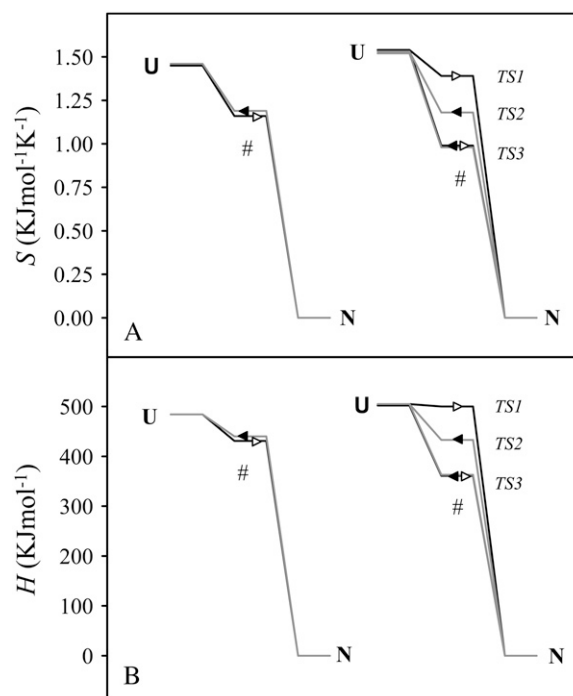 S (KJmol⁻¹K⁻¹)
1.50
1.25
1.00
0.75
0.50
0.25
0.00
U
#
N
U
TS1
TS2
TS3
#
N
A
H (KJmol⁻¹)
500
400
300
200
100
0
U
#
N
U
TS1
TS2
TS3
#
N
B